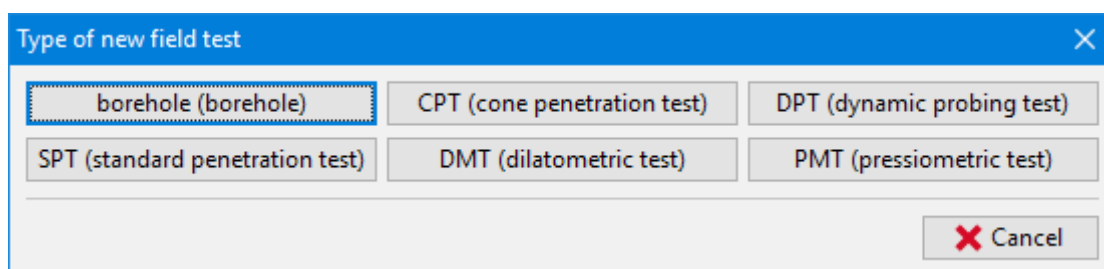 Type of new field test
borehole (borehole) CPT (cone penetration test) DPT (dynamic probing test)
SPT (standard penetration test) DMT (dilatometric test) PMT (pressiometric test)
Cancel